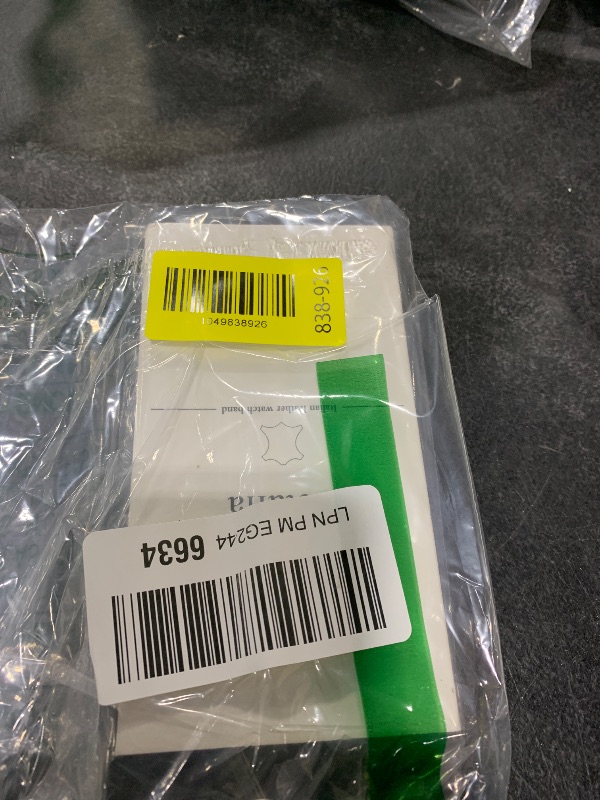 1049838926
838-926
Italian leather watch band
LPN PM EG244 6634